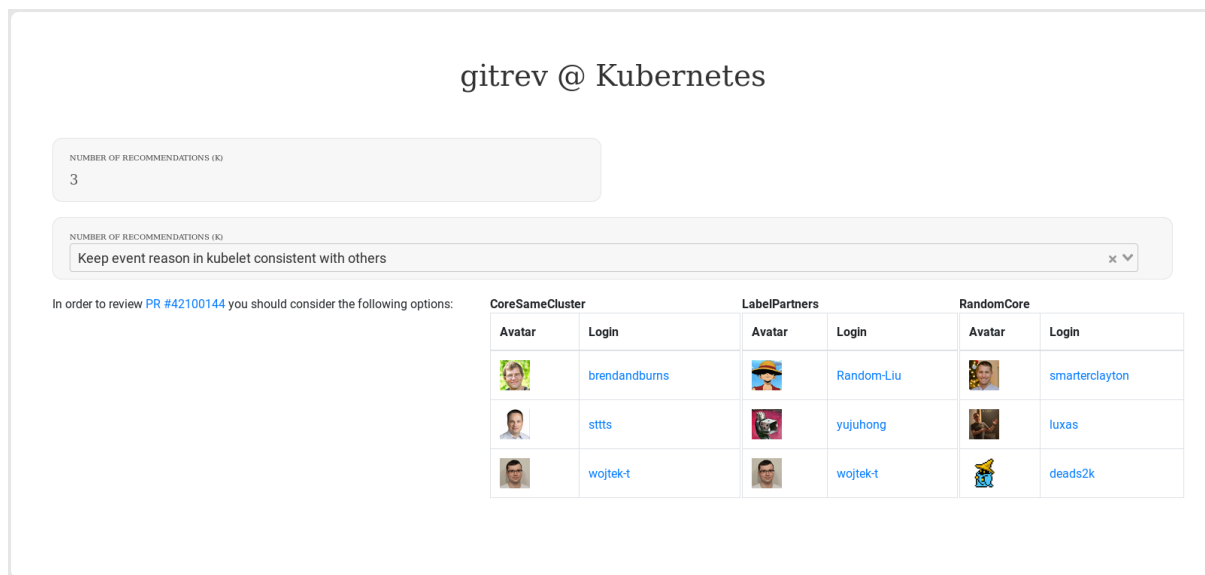 gitrev @ Kubernetes
NUMBER OF RECOMMENDATIONS (K)
3
NUMBER OF RECOMMENDATIONS (K)
Keep event reason in kubelet consistent with others
In order to review PR #42100144 you should consider the following options:
CoreSameCluster LabelPartners RandomCore
Avatar Login Avatar Login Avatar Login
brendandburns Random-Liu smarterclayton
sttts yujuhong luxas
wojtek-t wojtek-t deads2k